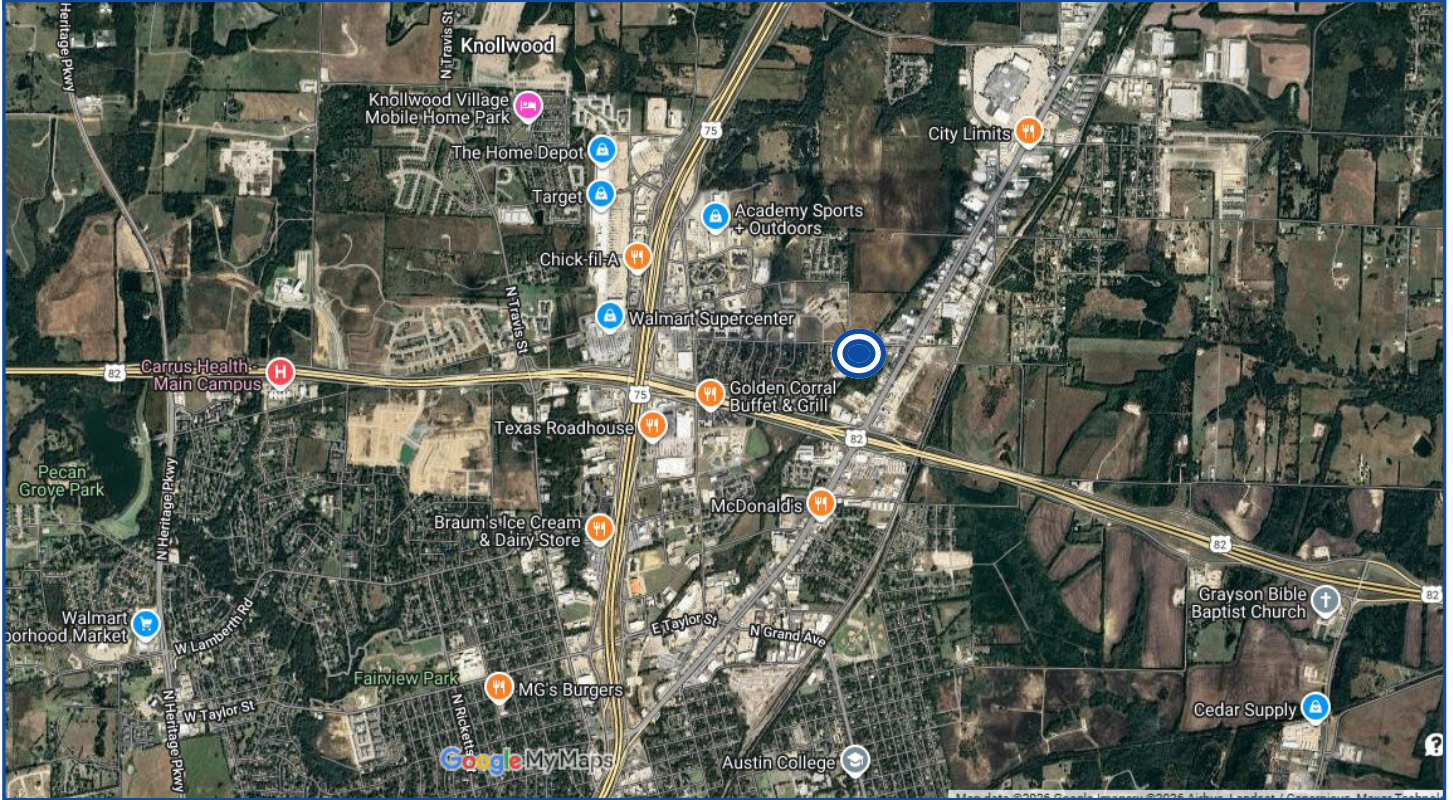 Heritage Pkwy
N Travis St
Knollwood
Knollwood Village
Mobile Home Park
75
The Home Depot
City Limits
Target
Academy Sports
+ Outdoors
Chick-fil-A
N Travis St
Walmart Supercenter
82
Carrus Health -
Main Campus
H
75
Golden Corral
Buffet & Grill
Texas Roadhouse
82
Pecan
Grove Park
N Heritage Pkwy
McDonald's
Braum's Ice Cream
& Dairy Store
82
Grayson Bible
Baptist Church
82
Walmart
borhood Market
W Lamberth Rd
E Taylor St
N Grand Ave
Fairview Park
MG's Burgers
N Heritage Pkwy
W Taylor St
N Ricketts St
Cedar Supply
Google My Maps
Austin College
?